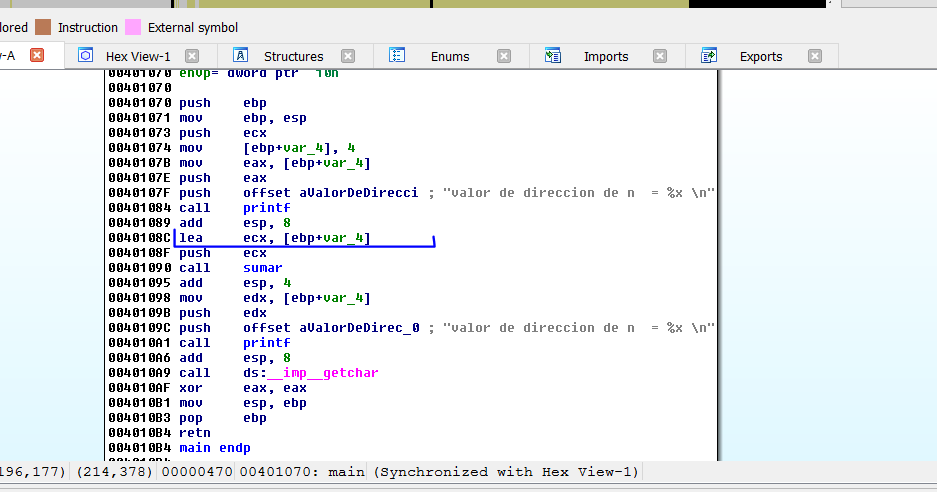 lored Instruction External symbol
v-A Hex View-1 Structures Enums Imports Exports
00401070 envp= dword ptr 10h
00401070
00401070 push ebp
00401071 mov ebp, esp
00401073 push ecx
00401074 mov [ebp+var_4], 4
0040107B mov eax, [ebp+var_4]
0040107E push eax
0040107F push offset aValorDeDirecci ; "valor de direccion de n = %x \n"
00401084 call printf
00401089 add esp, 8
0040108C lea ecx, [ebp+var_4]
0040108F push ecx
00401090 call sumar
00401095 add esp, 4
00401098 mov edx, [ebp+var_4]
0040109B push edx
0040109C push offset aValorDeDirec_0 ; "valor de direccion de n = %x \n"
004010A1 call printf
004010A6 add esp, 8
004010A9 call ds:__imp__getchar
004010AF xor eax, eax
004010B1 mov esp, ebp
004010B3 pop ebp
004010B4 retn
004010B4 main endp
196,177) (214,378) 00000470 00401070: main (Synchronized with Hex View-1)